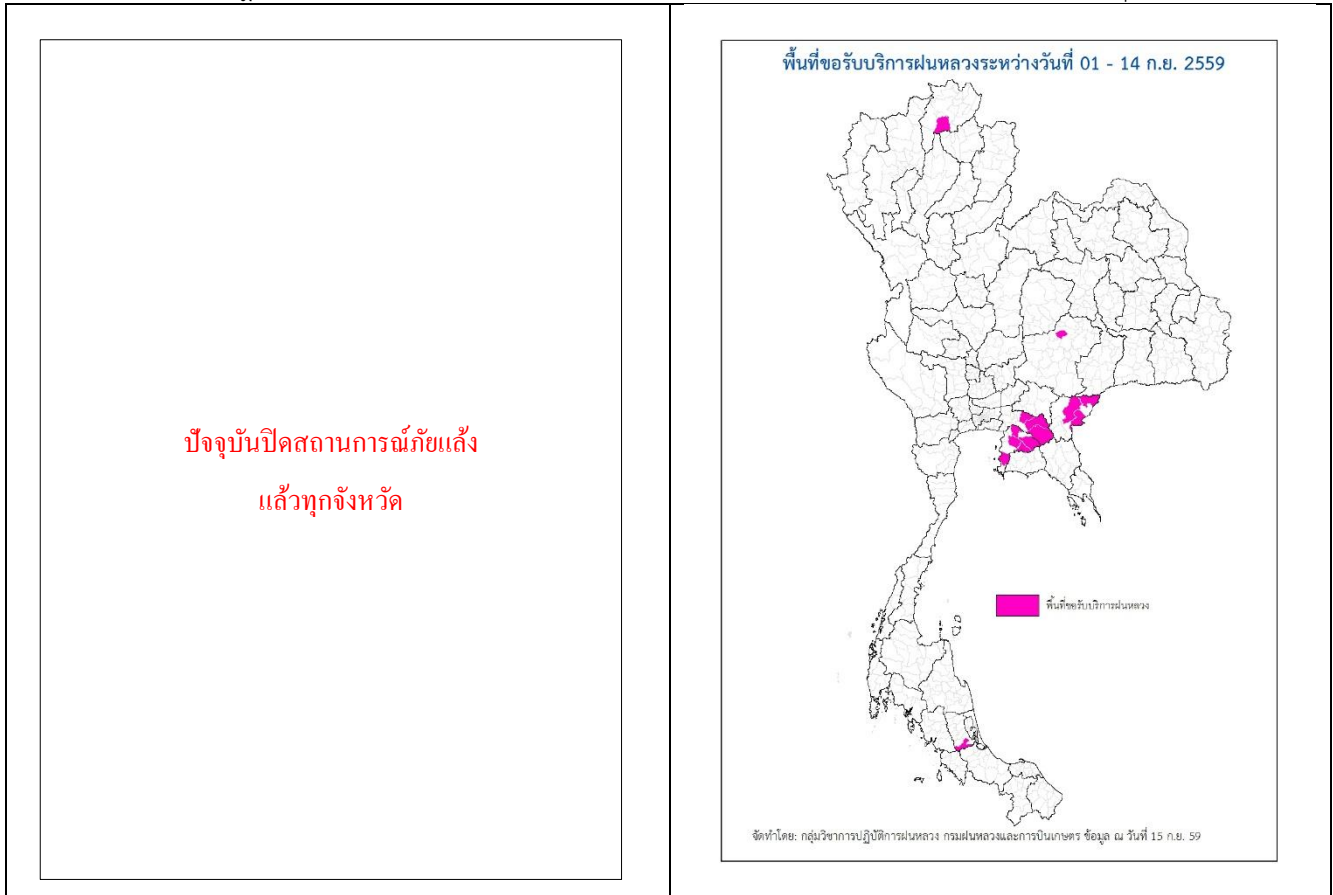 ปัจจุบันปิดสถานการณ์ภัยแล้ง
แล้วทุกจังหวัด
พื้นที่ขอรับบริการฝนหลวงระหว่างวันที่ 01 - 14 ก.ย. 2559
พื้นที่ขอรับบริการฝนหลวง
จัดทำโดย: กลุ่มวิชาการปฏิบัติการฝนหลวง กรมฝนหลวงและการบินเกษตร ข้อมูล ณ วันที่ 15 ก.ย. 59